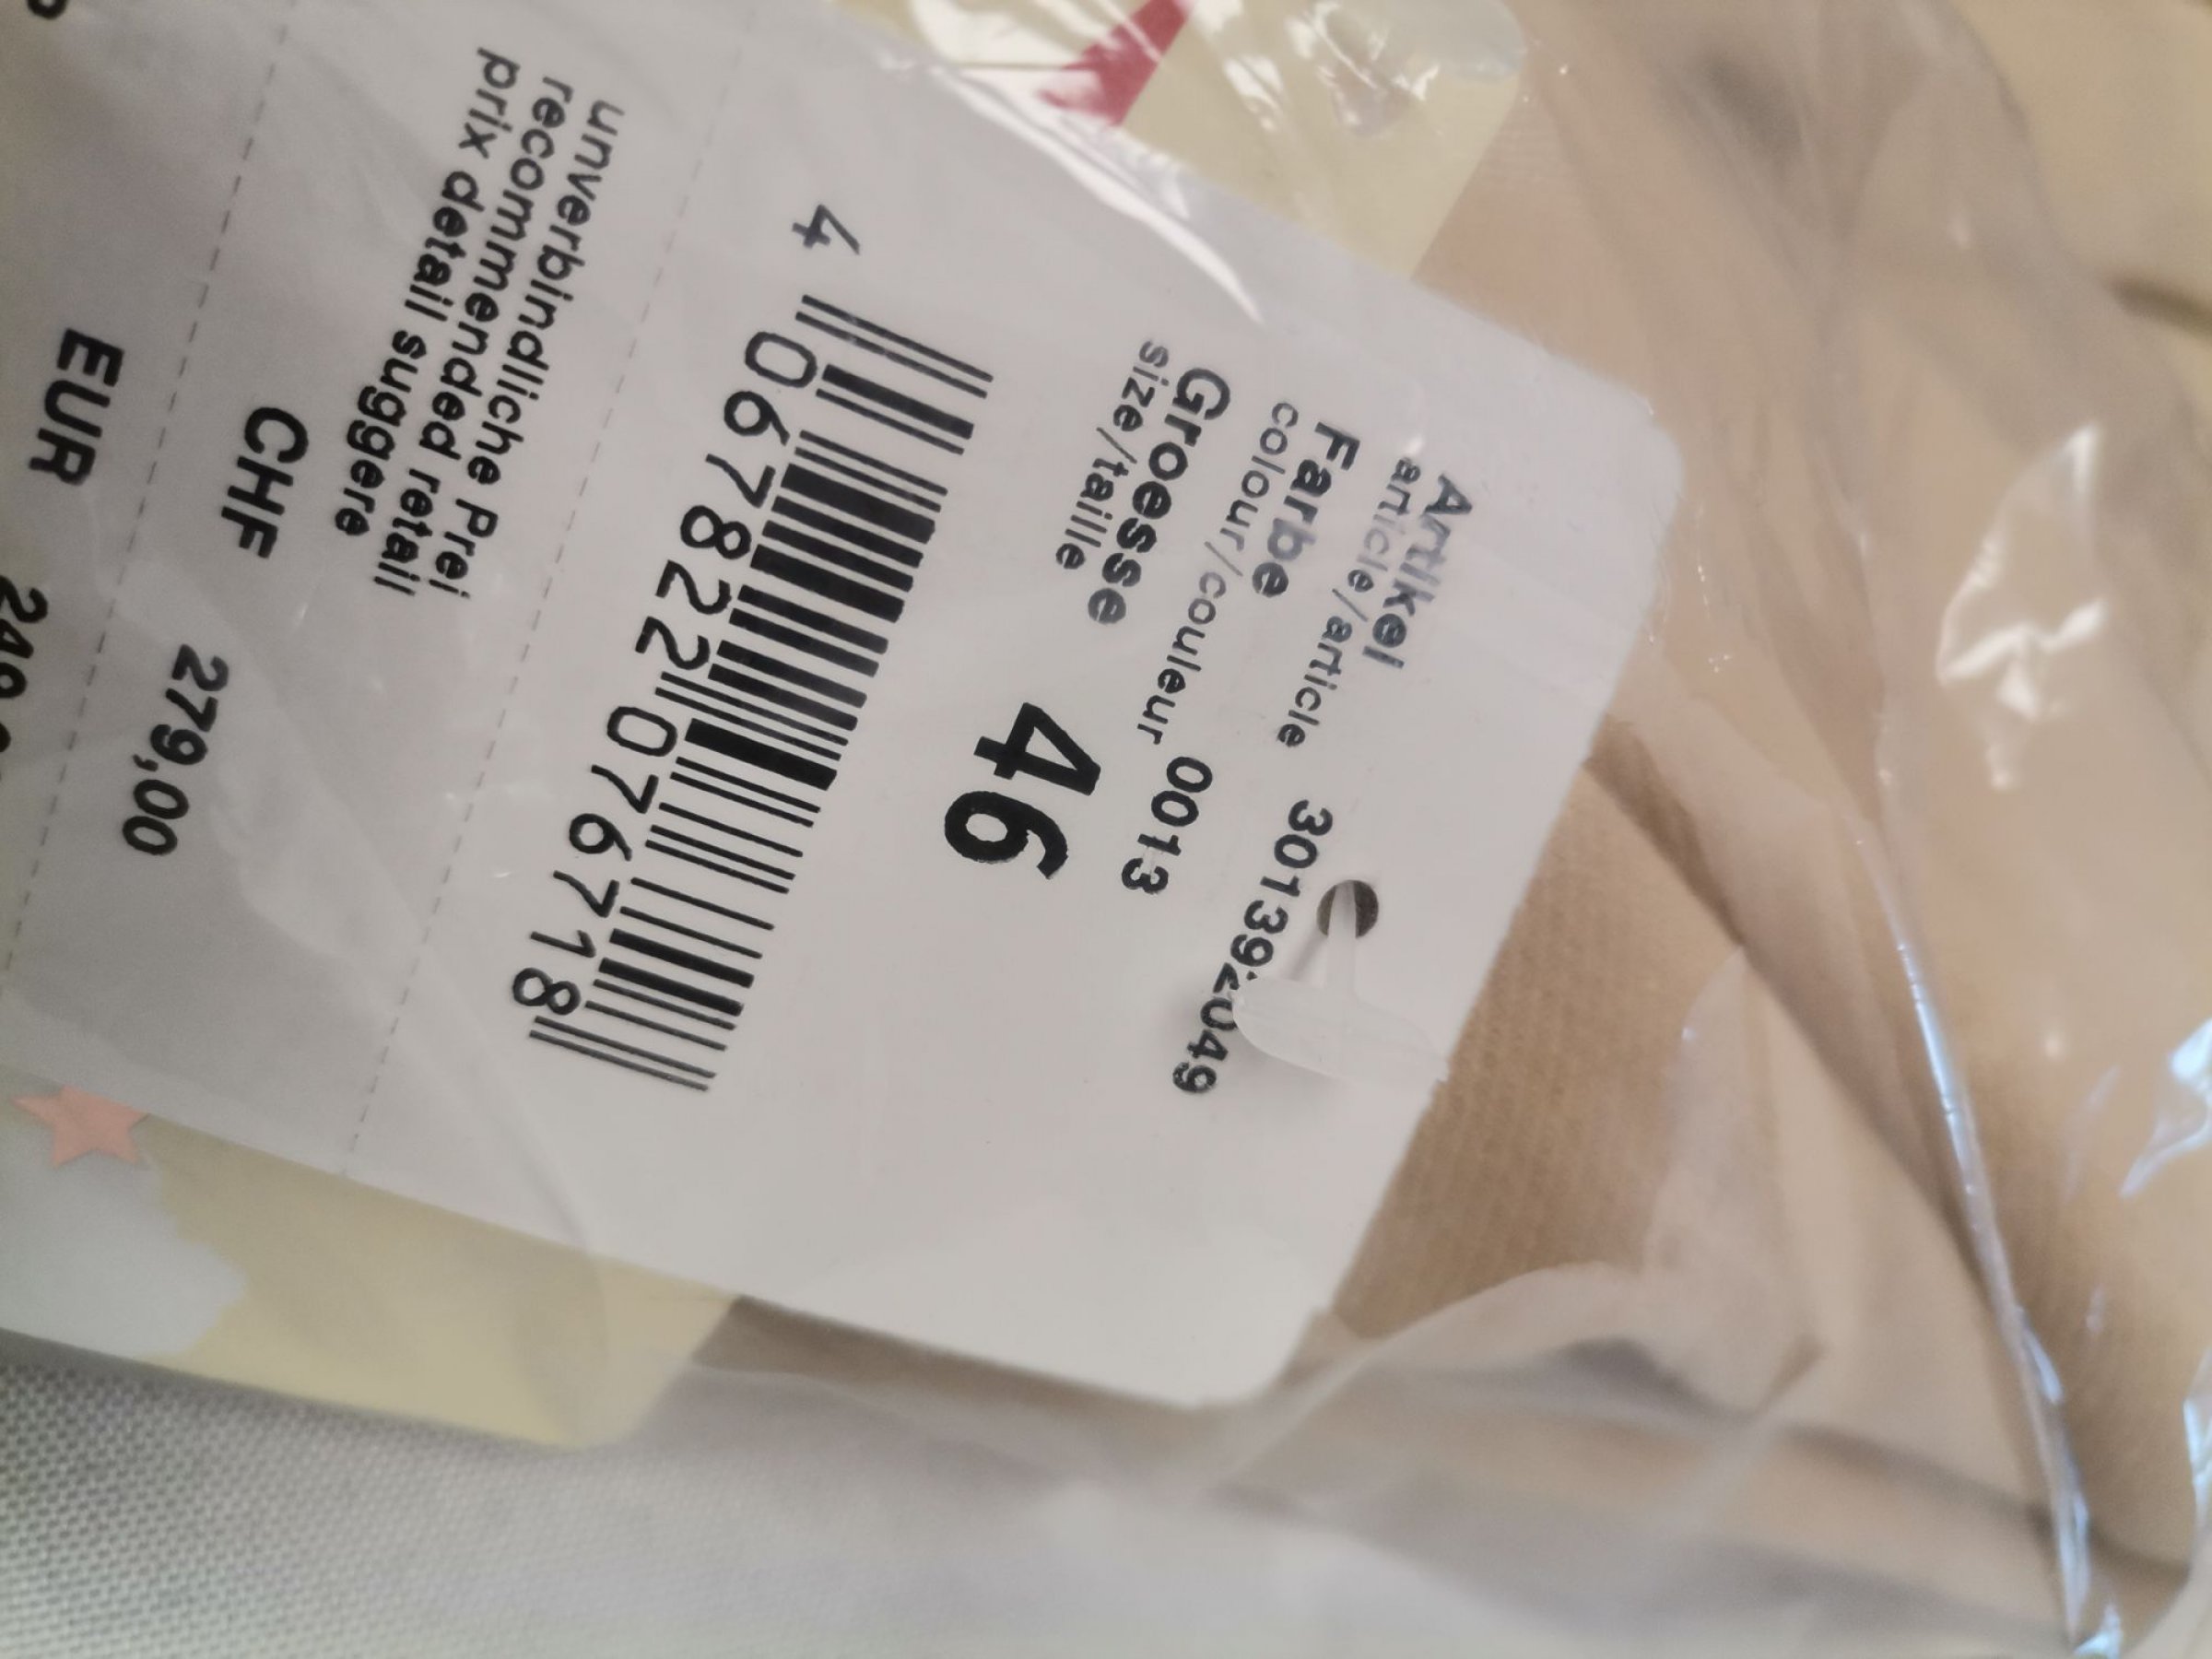 Artikel
article/article 301392049
Farbe
colour/couleur 0013
Groesse
size/taille 46
4 067822 076718
unverbindliche Prei
recommended retail
prix detail suggere
CHF 279,00
EUR